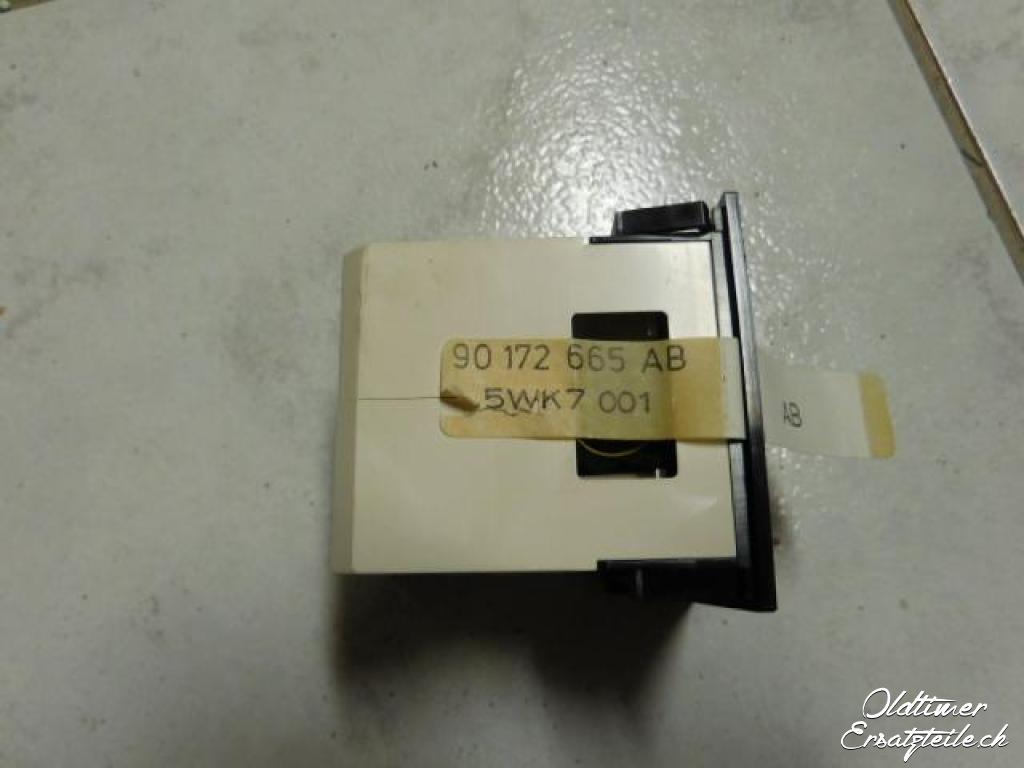 90 172 665 AB
5WK7 001
AB
Oldtimer
Ersatzteile.ch